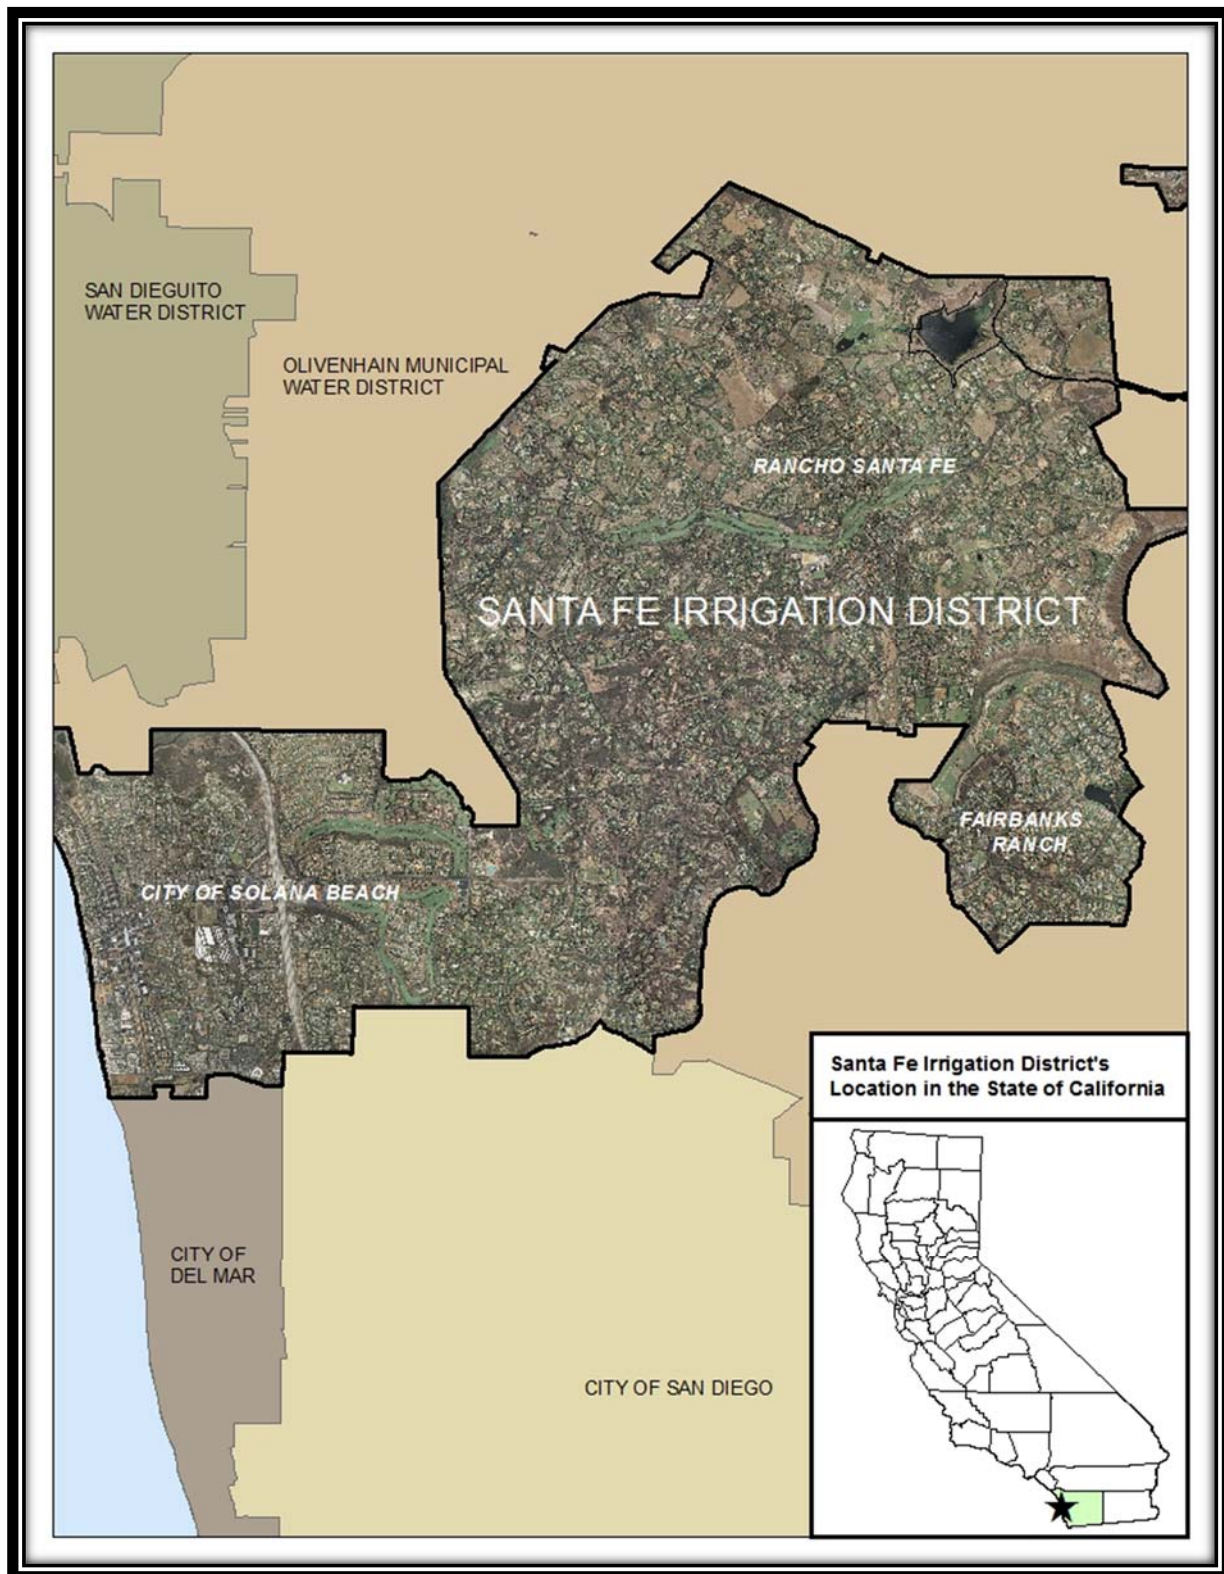 SAN DIEGUITO
WATER DISTRICT
OLIVENHAIN MUNICIPAL
WATER DISTRICT
RANCHO SANTA FE
SANTA FE IRRIGATION DISTRICT
FAIRBANKS
RANCH
CITY OF SOLANA BEACH
Santa Fe Irrigation District's
Location in the State of California
CITY OF
DEL MAR
CITY OF SAN DIEGO